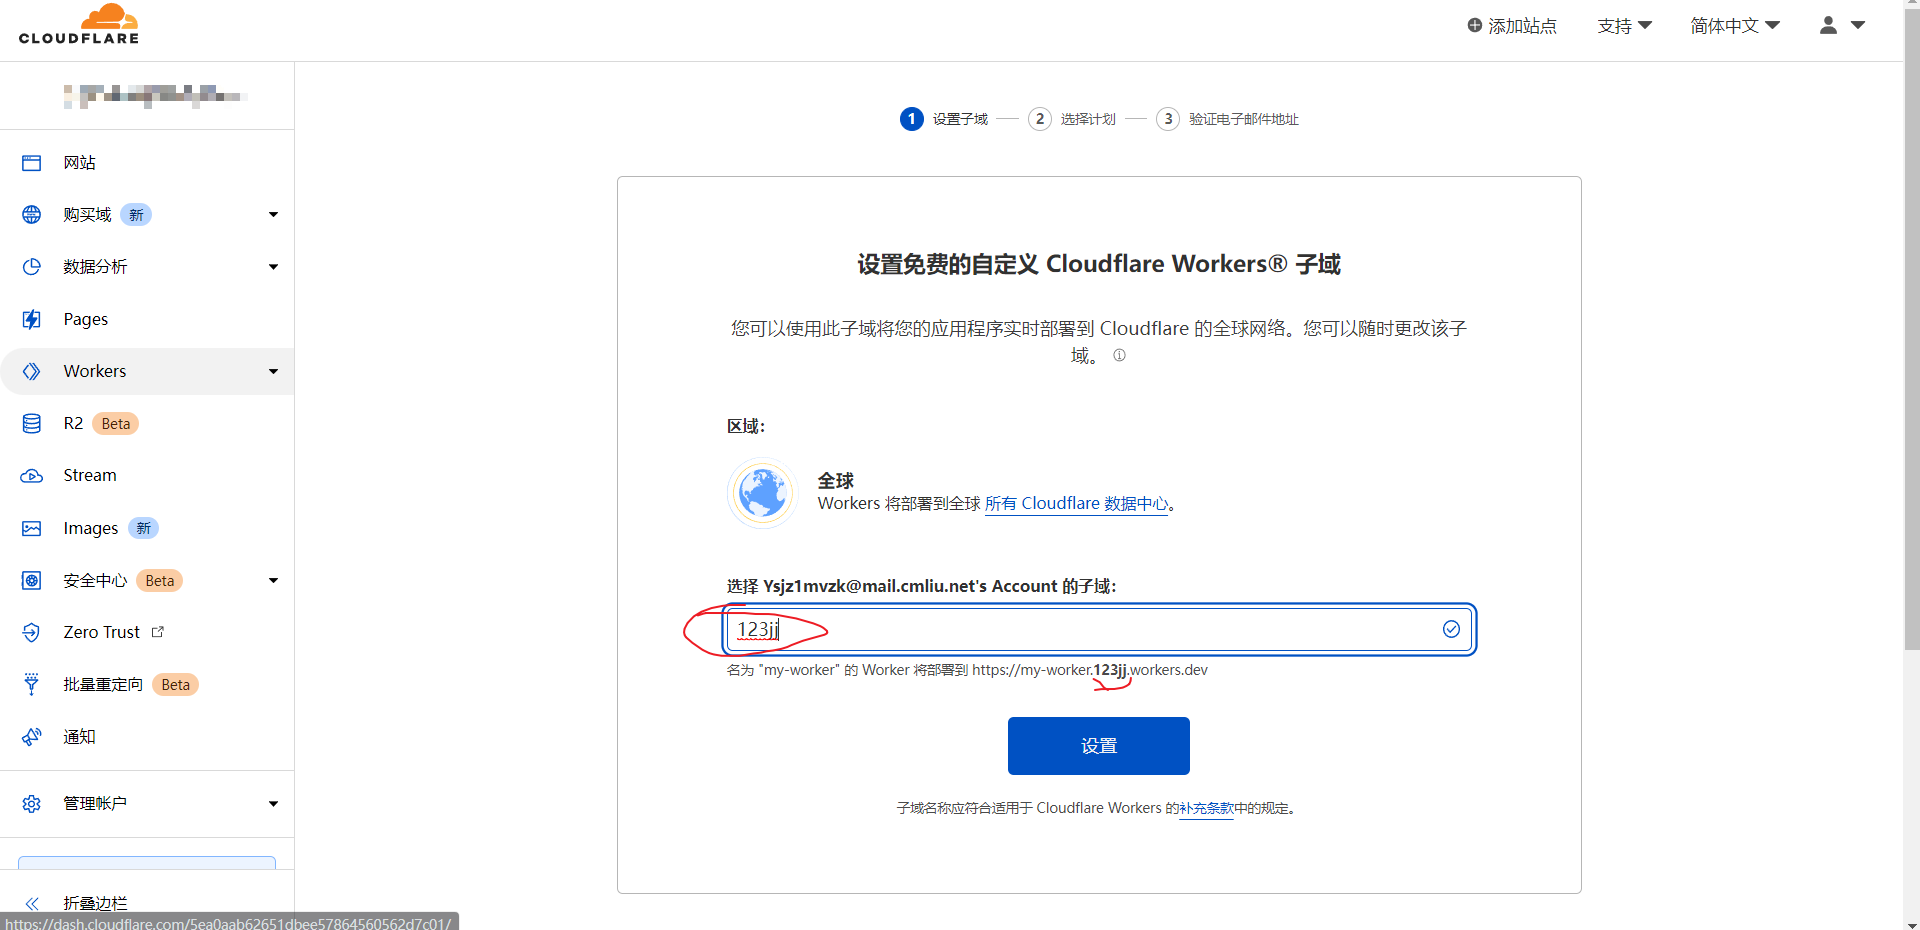 CLOUDFLARE
添加站点
支持
简体中文
网站
购买域 新
数据分析
Pages
Workers
R2 Beta
Stream
Images 新
安全中心 Beta
Zero Trust
批量重定向 Beta
通知
管理帐户
折叠边栏
https://dash.cloudflare.com/5ea0aab62651dbee57864560562d7c01/
1 设置子域 2 选择计划 3 验证电子邮件地址
设置免费的自定义 Cloudflare Workers® 子域
您可以使用此子域将您的应用程序实时部署到 Cloudflare 的全球网络。您可以随时更改该子
域。
区域：
全球
Workers 将部署到全球 所有 Cloudflare 数据中心。
选择 Ysjz1mvzk@mail.cmliu.net's Account 的子域：
123jj
名为 "my-worker" 的 Worker 将部署到 https://my-worker.123jj.workers.dev
设置
子域名称应符合适用于 Cloudflare Workers 的补充条款中的规定。